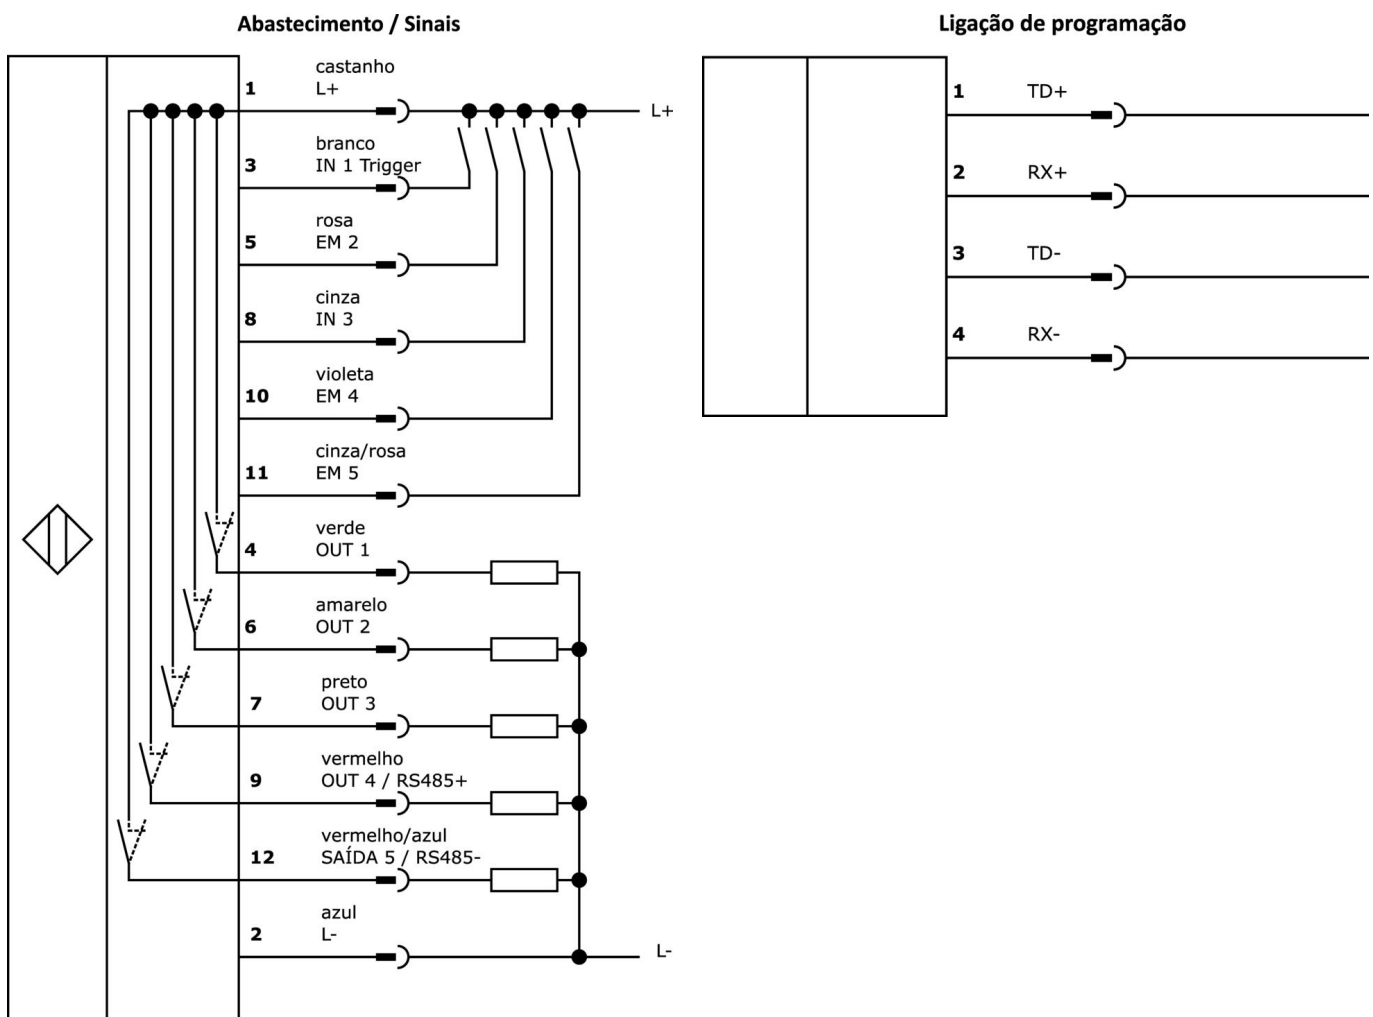 Abastecimento / Sinais
castanho
1 L+
L+
branco
3 IN 1 Trigger
rosa
5 EM 2
cinza
8 IN 3
violeta
10 EM 4
cinza/rosa
11 EM 5
verde
4 OUT 1
amarelo
6 OUT 2
preto
7 OUT 3
vermelho
9 OUT 4 / RS485+
vermelho/azul
12 SAÍDA 5 / RS485-
azul
2 L-
L-
Ligação de programação
1 TD+
2 RX+
3 TD-
4 RX-